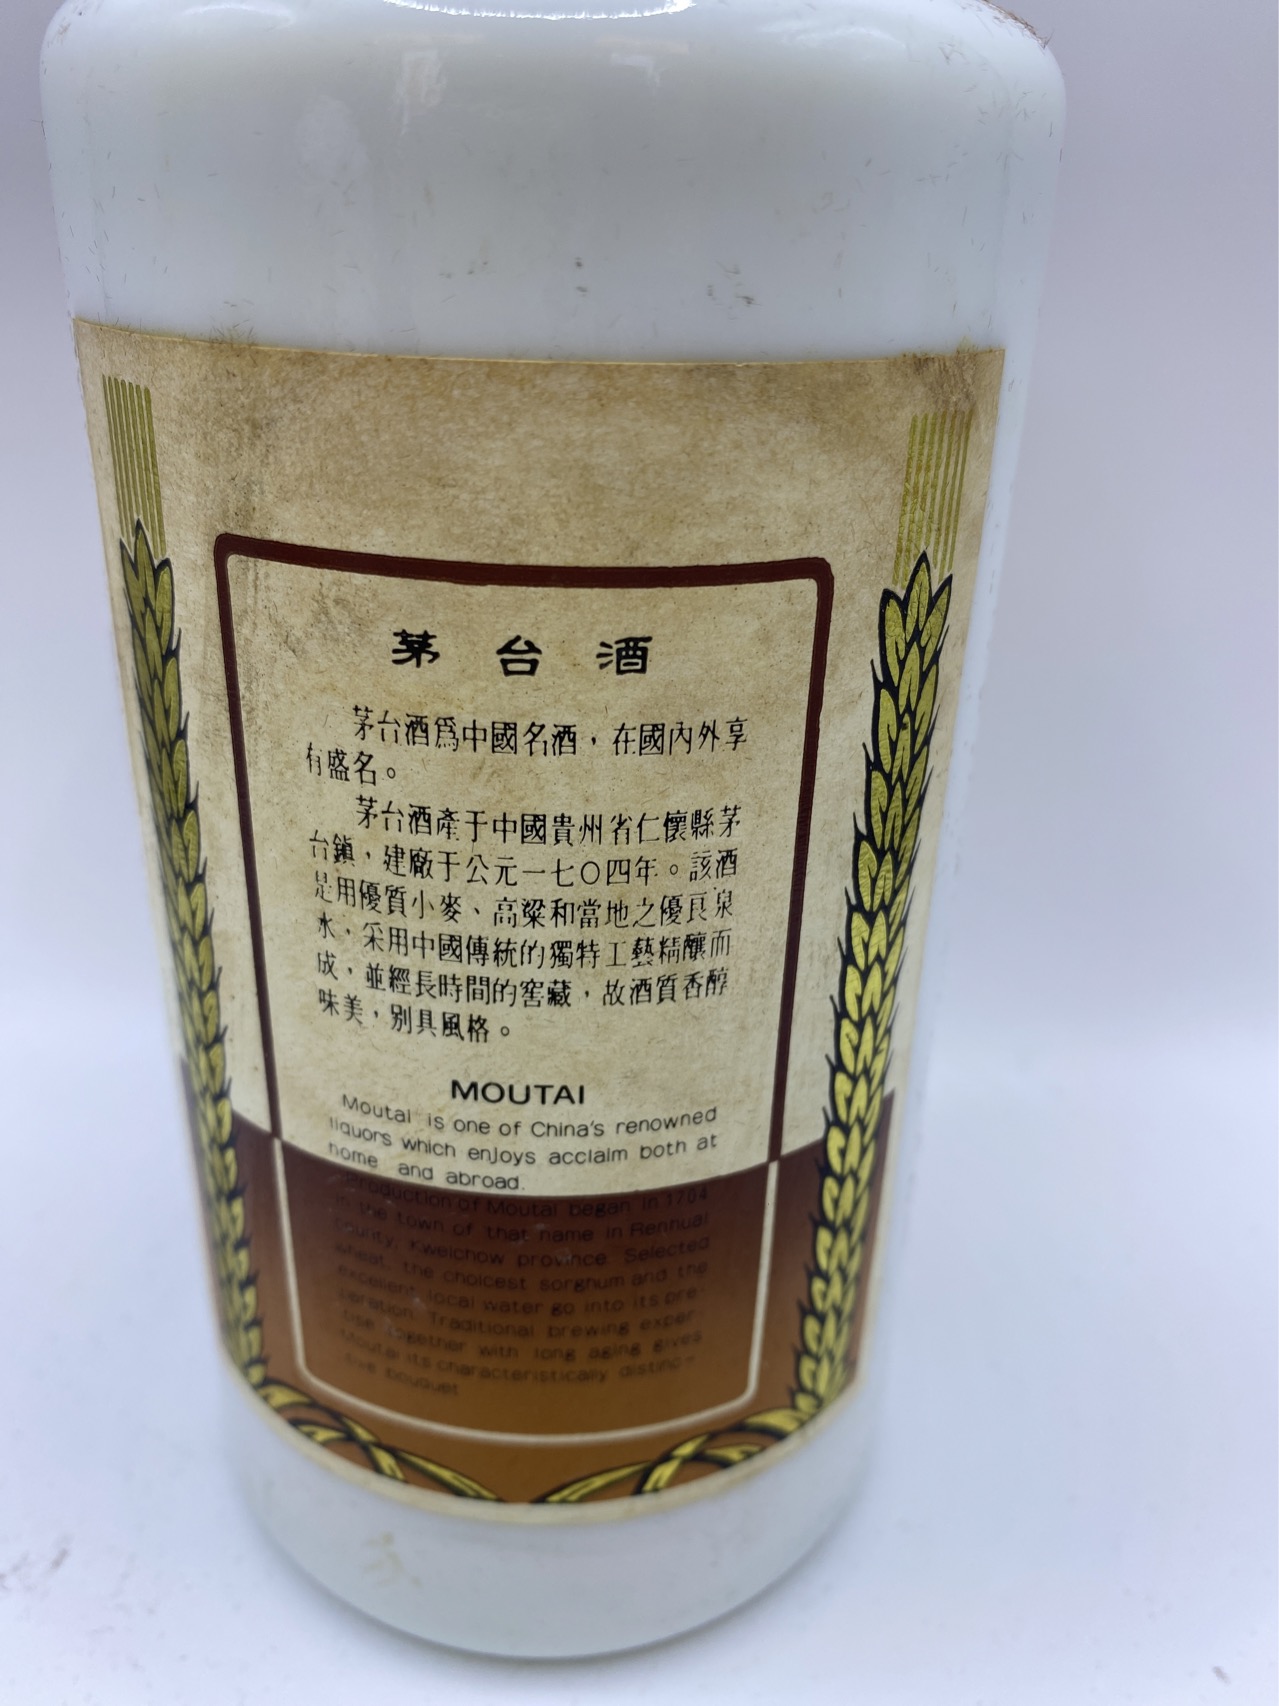 茅台酒
茅台酒爲中國名酒，在國內外享
有盛名。
茅台酒產于中國貴州省仁懷縣茅
台鎮，建廠于公元一七〇四年。該酒
是用優質小麥、高粱和當地之優良泉
水，采用中國傳統的獨特工藝精釀而
成，並經長時間的窖藏，故酒質香醇
味美，別具風格。
MOUTAI
Moutai is one of China's renowned
liquors which enjoys acclaim both at
home and abroad.
Production of Moutai began in 1704
in the town of that name in Renhuai
county, Kweichow province. Selected
wheat, the choicest sorghum and the
excellent local water go into its pre-
peration. Traditional brewing exper-
tise together with long aging gives
Moutai its characteristically distinc-
tive bouquet